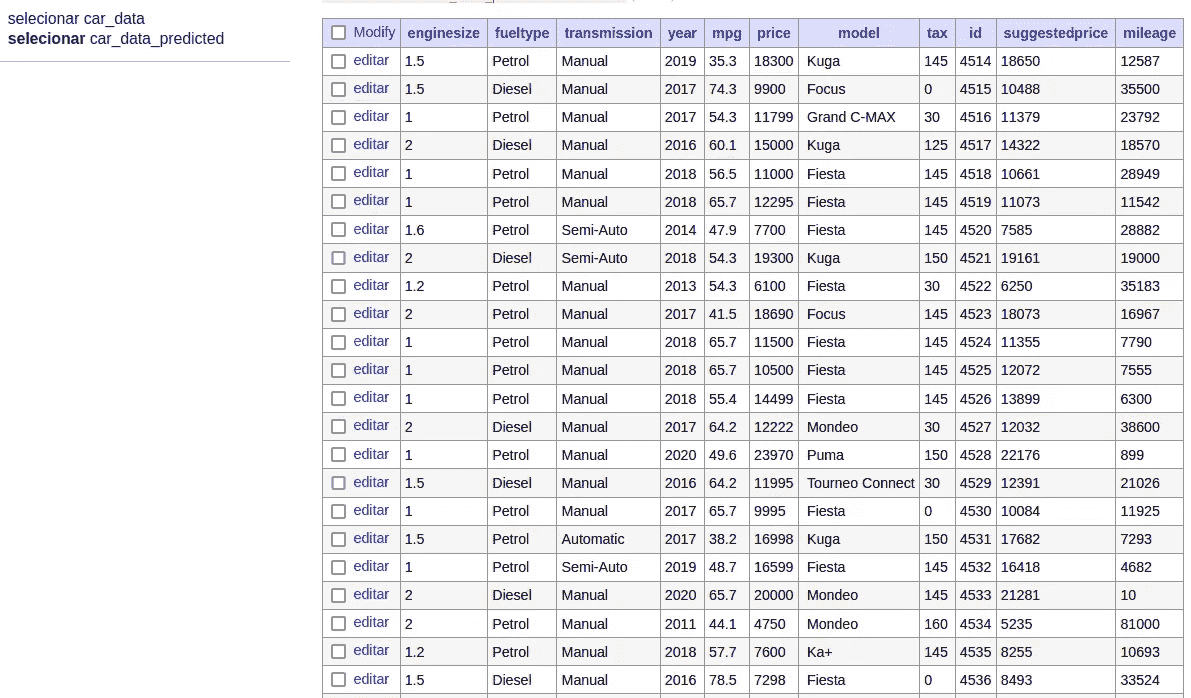 selecionar car_data
selecionar car_data_predicted
Modify enginesize fueltype transmission year mpg price model tax id suggestedprice mileage
editar 1.5 Petrol Manual 2019 35.3 18300 Kuga 145 4514 18650 12587
editar 1.5 Diesel Manual 2017 74.3 9900 Focus 0 4515 10488 35500
editar 1 Petrol Manual 2017 54.3 11799 Grand C-MAX 30 4516 11379 23792
editar 2 Diesel Manual 2016 60.1 15000 Kuga 125 4517 14322 18570
editar 1 Petrol Manual 2018 56.5 11000 Fiesta 145 4518 10661 28949
editar 1 Petrol Manual 2018 65.7 12295 Fiesta 145 4519 11073 11542
editar 1.6 Petrol Semi-Auto 2014 47.9 7700 Fiesta 145 4520 7585 28882
editar 2 Diesel Semi-Auto 2018 54.3 19300 Kuga 150 4521 19161 19000
editar 1.2 Petrol Manual 2013 54.3 6100 Fiesta 30 4522 6250 35183
editar 2 Petrol Manual 2017 41.5 18690 Focus 145 4523 18073 16967
editar 1 Petrol Manual 2018 65.7 11500 Fiesta 145 4524 11355 7790
editar 1 Petrol Manual 2018 65.7 10500 Fiesta 145 4525 12072 7555
editar 1 Petrol Manual 2018 55.4 14499 Fiesta 145 4526 13899 6300
editar 2 Diesel Manual 2017 64.2 12222 Mondeo 30 4527 12032 38600
editar 1 Petrol Manual 2020 49.6 23970 Puma 150 4528 22176 899
editar 1.5 Diesel Manual 2016 64.2 11995 Tourneo Connect 30 4529 12391 21026
editar 1 Petrol Manual 2017 65.7 9995 Fiesta 0 4530 10084 11925
editar 1.5 Petrol Automatic 2017 38.2 16998 Kuga 150 4531 17682 7293
editar 1 Petrol Semi-Auto 2019 48.7 16599 Fiesta 145 4532 16418 4682
editar 2 Diesel Manual 2020 65.7 20000 Mondeo 145 4533 21281 10
editar 2 Petrol Manual 2011 44.1 4750 Mondeo 160 4534 5235 81000
editar 1.2 Petrol Manual 2018 57.7 7600 Ka+ 145 4535 8255 10693
editar 1.5 Diesel Manual 2016 78.5 7298 Fiesta 0 4536 8493 33524